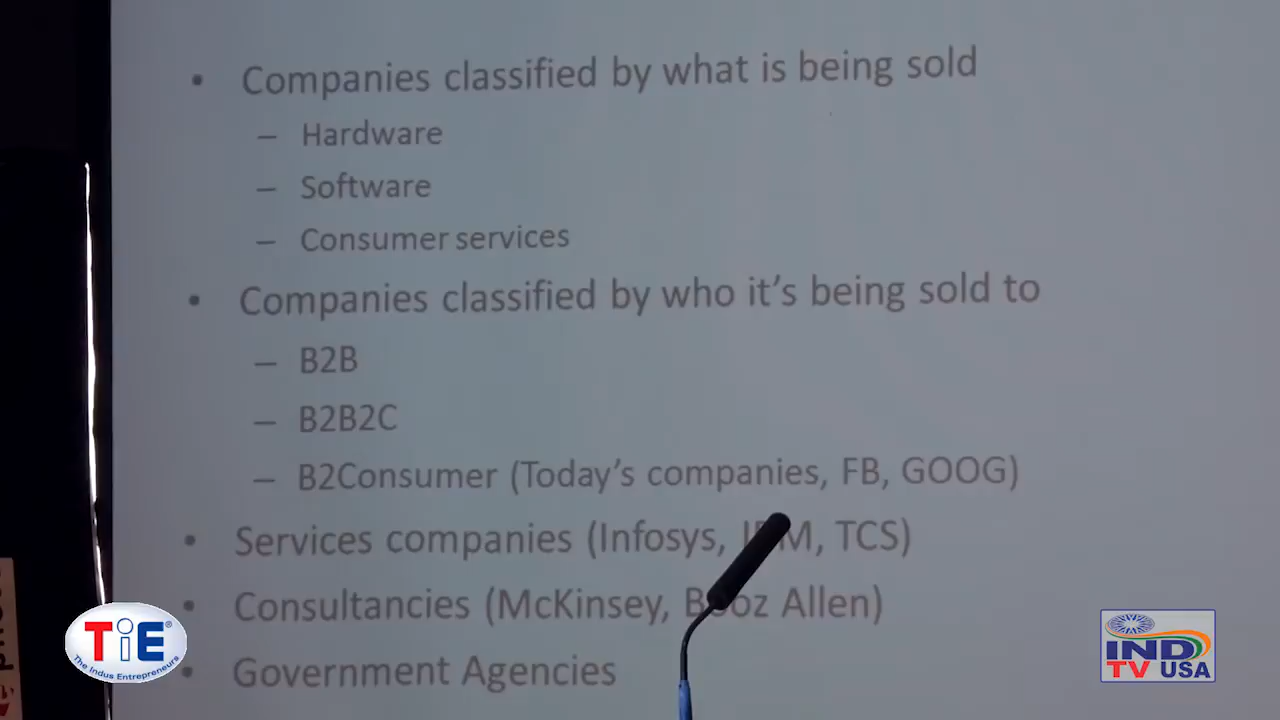 • Companies classified by what is being sold
– Hardware
– Software
– Consumer services
• Companies classified by who it's being sold to
– B2B
– B2B2C
– B2Consumer (Today's companies, FB, GOOG)
• Services companies (Infosys, TCS)
• Consultancies (McKinsey, Booz Allen)
• Government Agencies
TiE®
The Indus Entrepreneurs
IND
TV USA